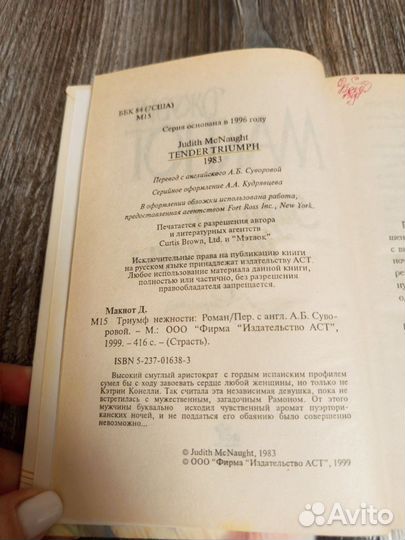 ББК 84 (7США)
М15
Серия основана в 1996 году
Judith McNaught
TENDER TRIUMPH
1983
Перевод с английского А.Б. Суворовой
Серийное оформление А.А. Кудрявцева
В оформлении обложки использована работа,
предоставленная агентством Fort Ross Inc., New York.
Печатается с разрешения автора
и литературных агентств
Curtis Brown, Ltd. и "Мэтвок"
Исключительные права на публикацию книги
на русском языке принадлежат издательству АСТ.
Любое использование материала данной книги,
полностью или частично, без разрешения
правообладателя запрещается.
Макнот Д.
М15 Триумф нежности: Роман/Пер. с англ. А.Б. Суво-
ровой. – М.: ООО "Фирма "Издательство АСТ",
1999. – 416 с. – (Страсть).
ISBN 5-237-01638-3
Высокий смуглый аристократ с гордым испанским профилем
сумел бы с ходу завоевать сердце любой женщины, но только не
Кэтрин Конелли. Так считала эта независимая девушка, пока не
встретилась с мужественным, загадочным Рамоном. От этого
мужчины буквально исходил чувственный аромат пуэртори-
канских ночей, и не поддаться его обаянию было совершенно
невозможно...
© Judith McNaught, 1983
© ООО "Фирма "Издательство АСТ", 1999
Avito